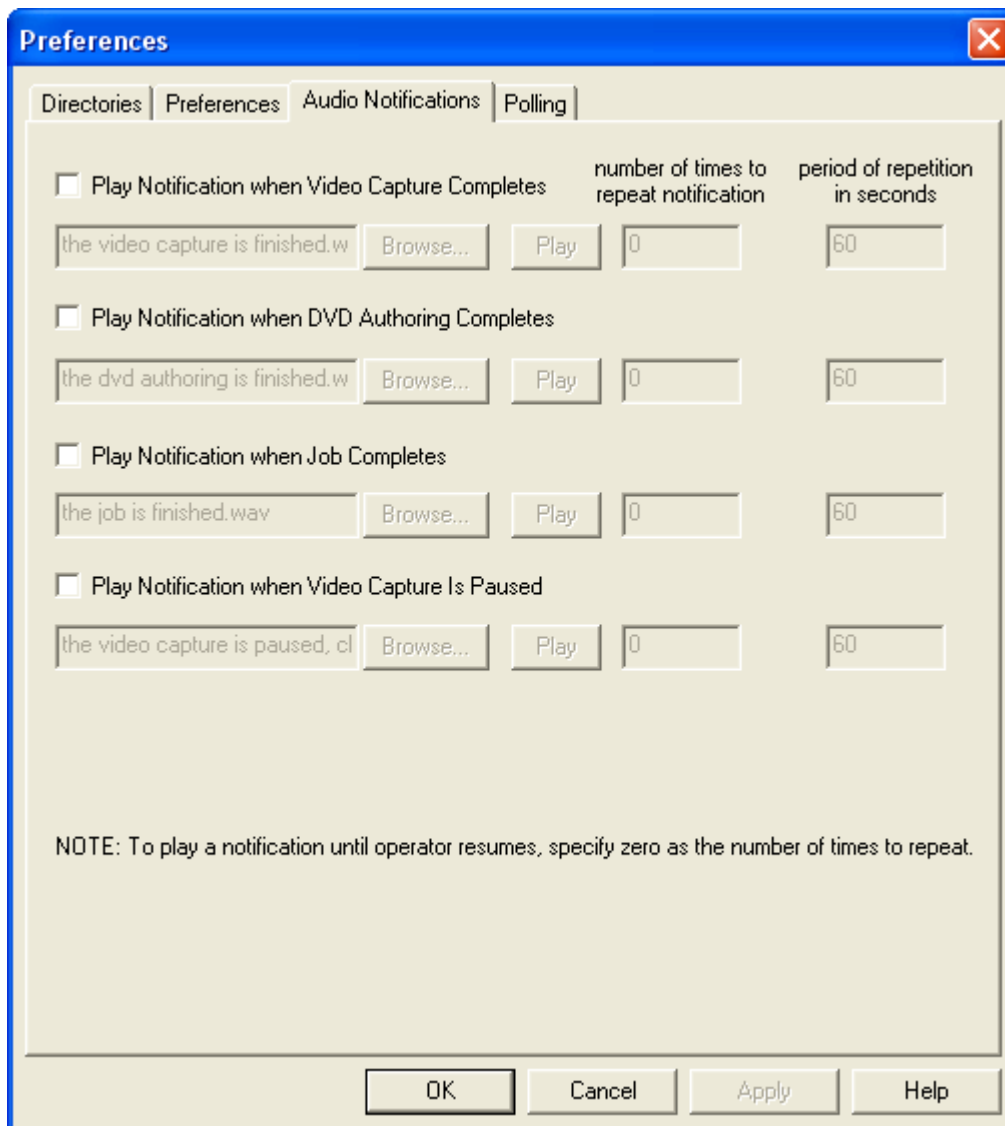 Preferences
Directories Preferences Audio Notifications Polling
number of times to repeat notification
period of repetition in seconds
Play Notification when Video Capture Completes
the video capture is finished.w Browse... Play 0 60
Play Notification when DVD Authoring Completes
the dvd authoring is finished.w Browse... Play 0 60
Play Notification when Job Completes
the job is finished.wav Browse... Play 0 60
Play Notification when Video Capture Is Paused
the video capture is paused, cl Browse... Play 0 60
NOTE: To play a notification until operator resumes, specify zero as the number of times to repeat.
OK Cancel Apply Help